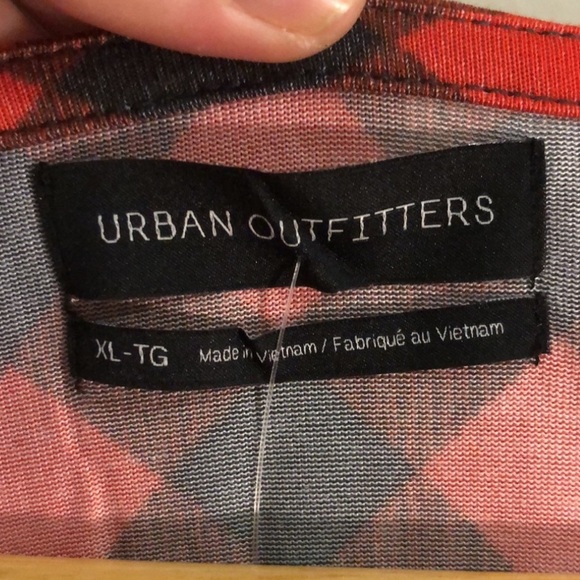 URBAN OUTFITTERS
XL-TG Made in Vietnam / Fabriqué au Vietnam